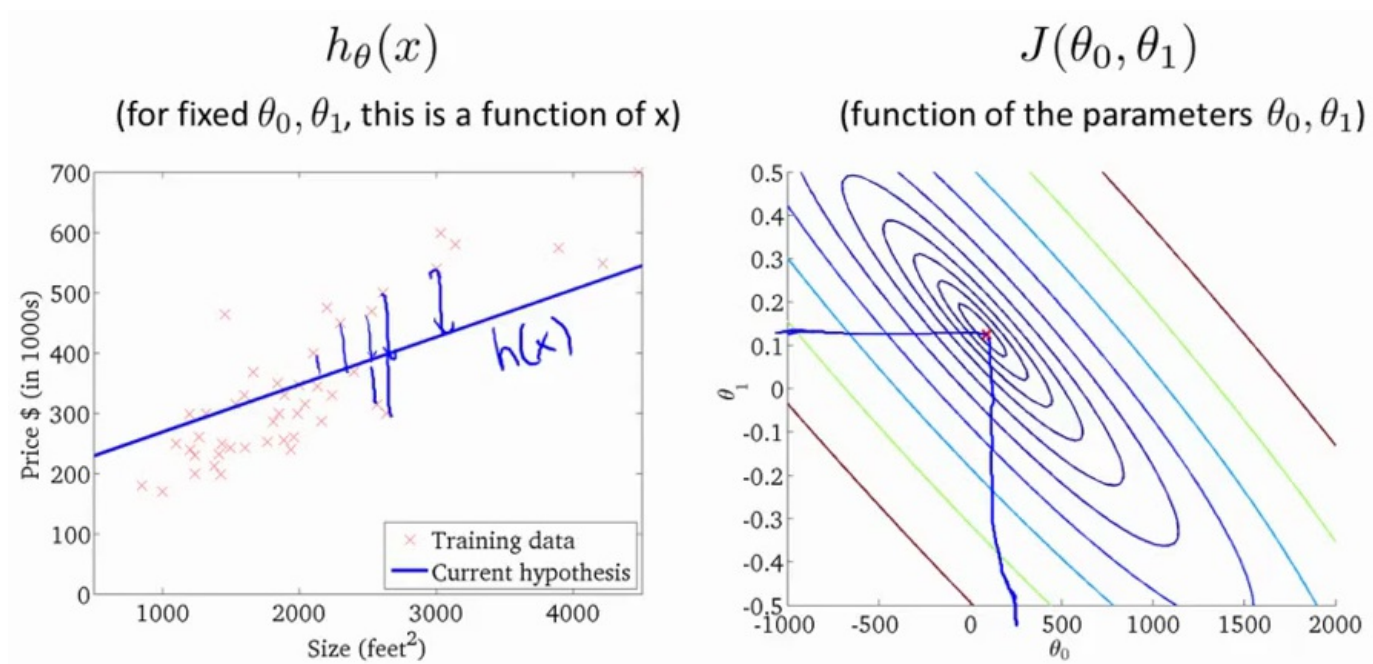 hθ(x)
(for fixed θ₀, θ₁, this is a function of x)
700
600
500
400
300
200
100
0
Price $ (in 1000s)
h(x)
Training data
Current hypothesis
1000 2000 3000 4000
Size (feet²)
J(θ₀, θ₁)
(function of the parameters θ₀, θ₁)
0.5
0.4
0.3
0.2
0.1
0
-0.1
-0.2
-0.3
-0.4
-0.5
θ₁
-1000 -500 0 500 1000 1500 2000
θ₀